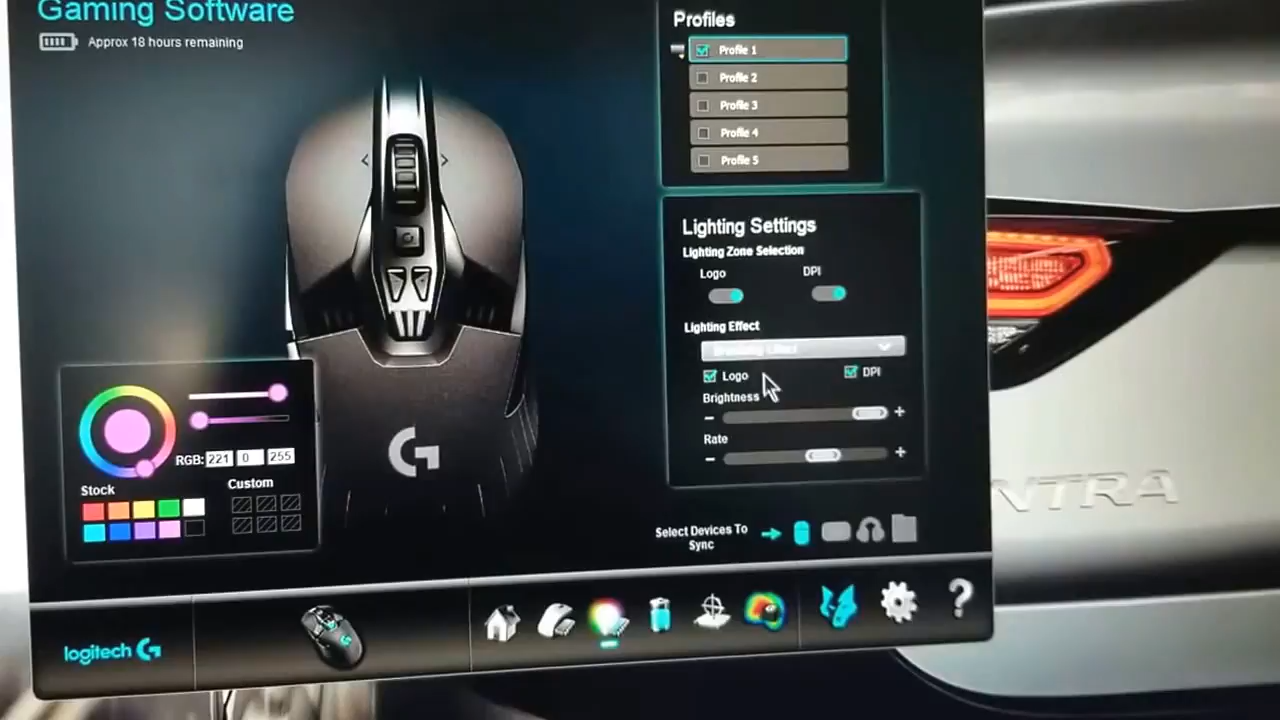 Gaming Software
Approx 18 hours remaining
Profiles
Profile 1
Profile 2
Profile 3
Profile 4
Profile 5
Lighting Settings
Lighting Zone Selection
Logo DPI
Lighting Effect
Logo DPI
Brightness
- +
Rate
- +
RGB: 221 0 255
Stock Custom
Select Devices To
Sync
logitech G
?
G
NTRA